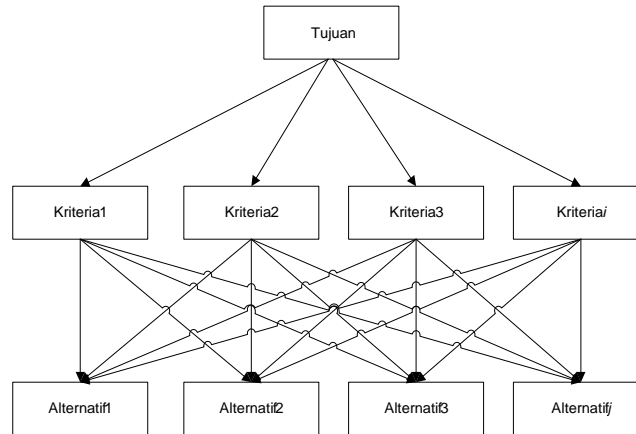 Tujuan
Kriteria1
Kriteria2
Kriteria3
Kriteriai
Alternatif1
Alternatif2
Alternatif3
Alternatifj